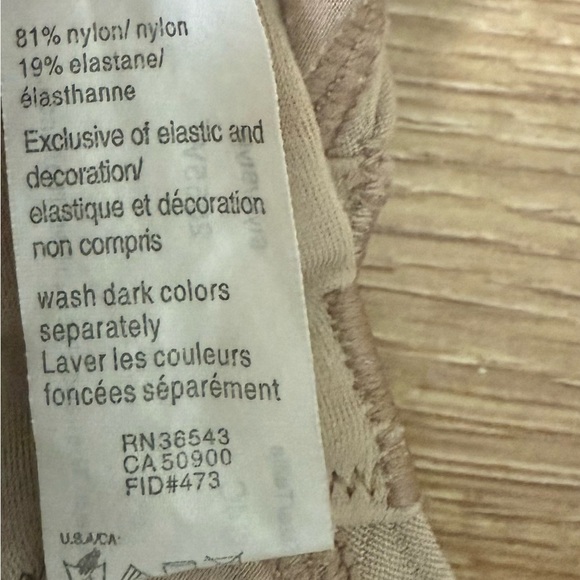 81% nylon/ nylon
19% elastane/
élasthanne
Exclusive of elastic and
decoration/
elastique et décoration
non compris
wash dark colors
separately
Laver les couleurs
foncées séparément
RN36543
CA50900
FID#473
U.S.A/CA·